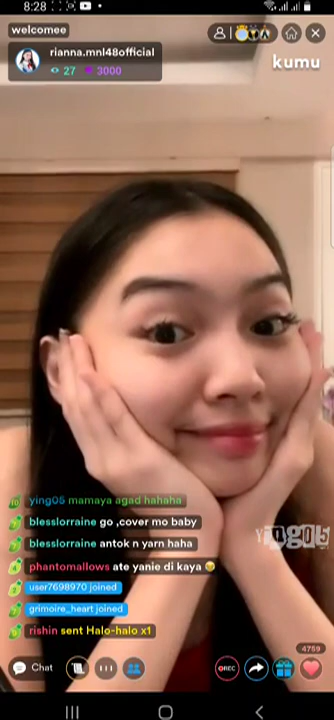 8:28
welcomee
rianna.mnl48official
27 3000
kumu
ying05 mamaya agad hahaha
blesslorraine go ,cover mo baby
blesslorraine antok n yarn haha
phantomallows ate yanie di kaya
user7698970 joined
grimoire_heart joined
rishin sent Halo-halo x1
4759
Chat
REC